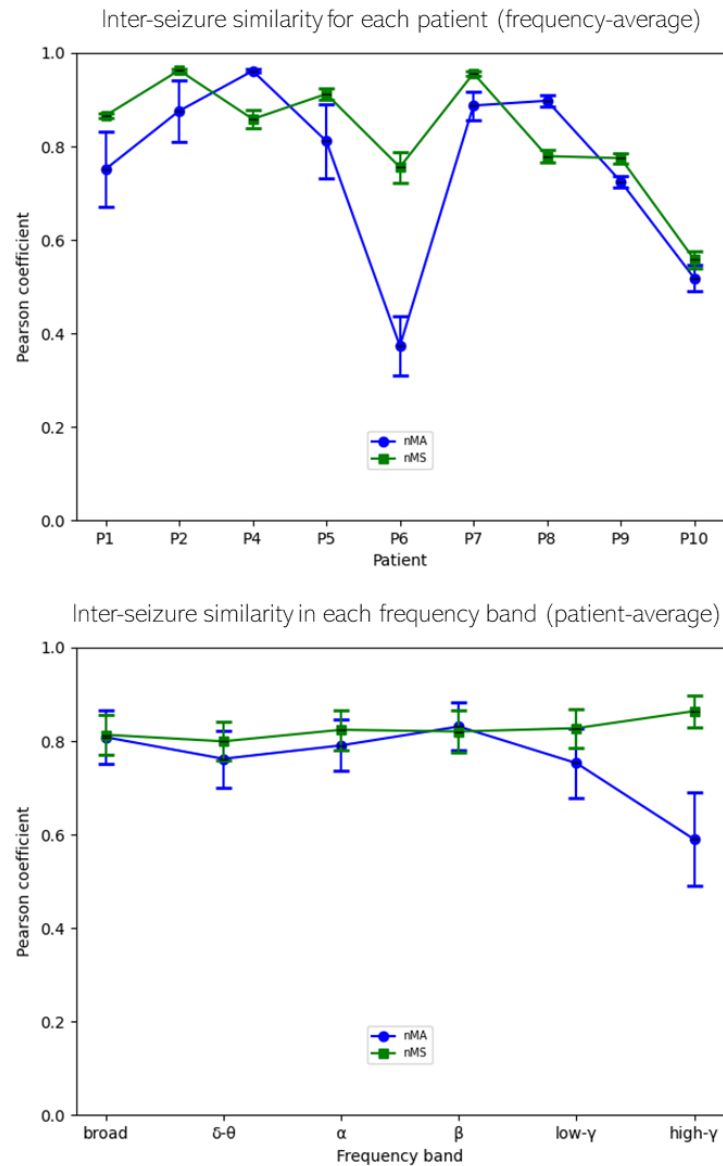 Inter-seizure similarity for each patient (frequency-average)
1.0
0.8
0.6
0.4
0.2
0.0
Pearson coefficient
nMA
nMS
P1 P2 P4 P5 P6 P7 P8 P9 P10
Patient
Inter-seizure similarity in each frequency band (patient-average)
1.0
0.8
0.6
0.4
0.2
0.0
Pearson coefficient
nMA
nMS
broad δ-θ α β low-γ high-γ
Frequency band